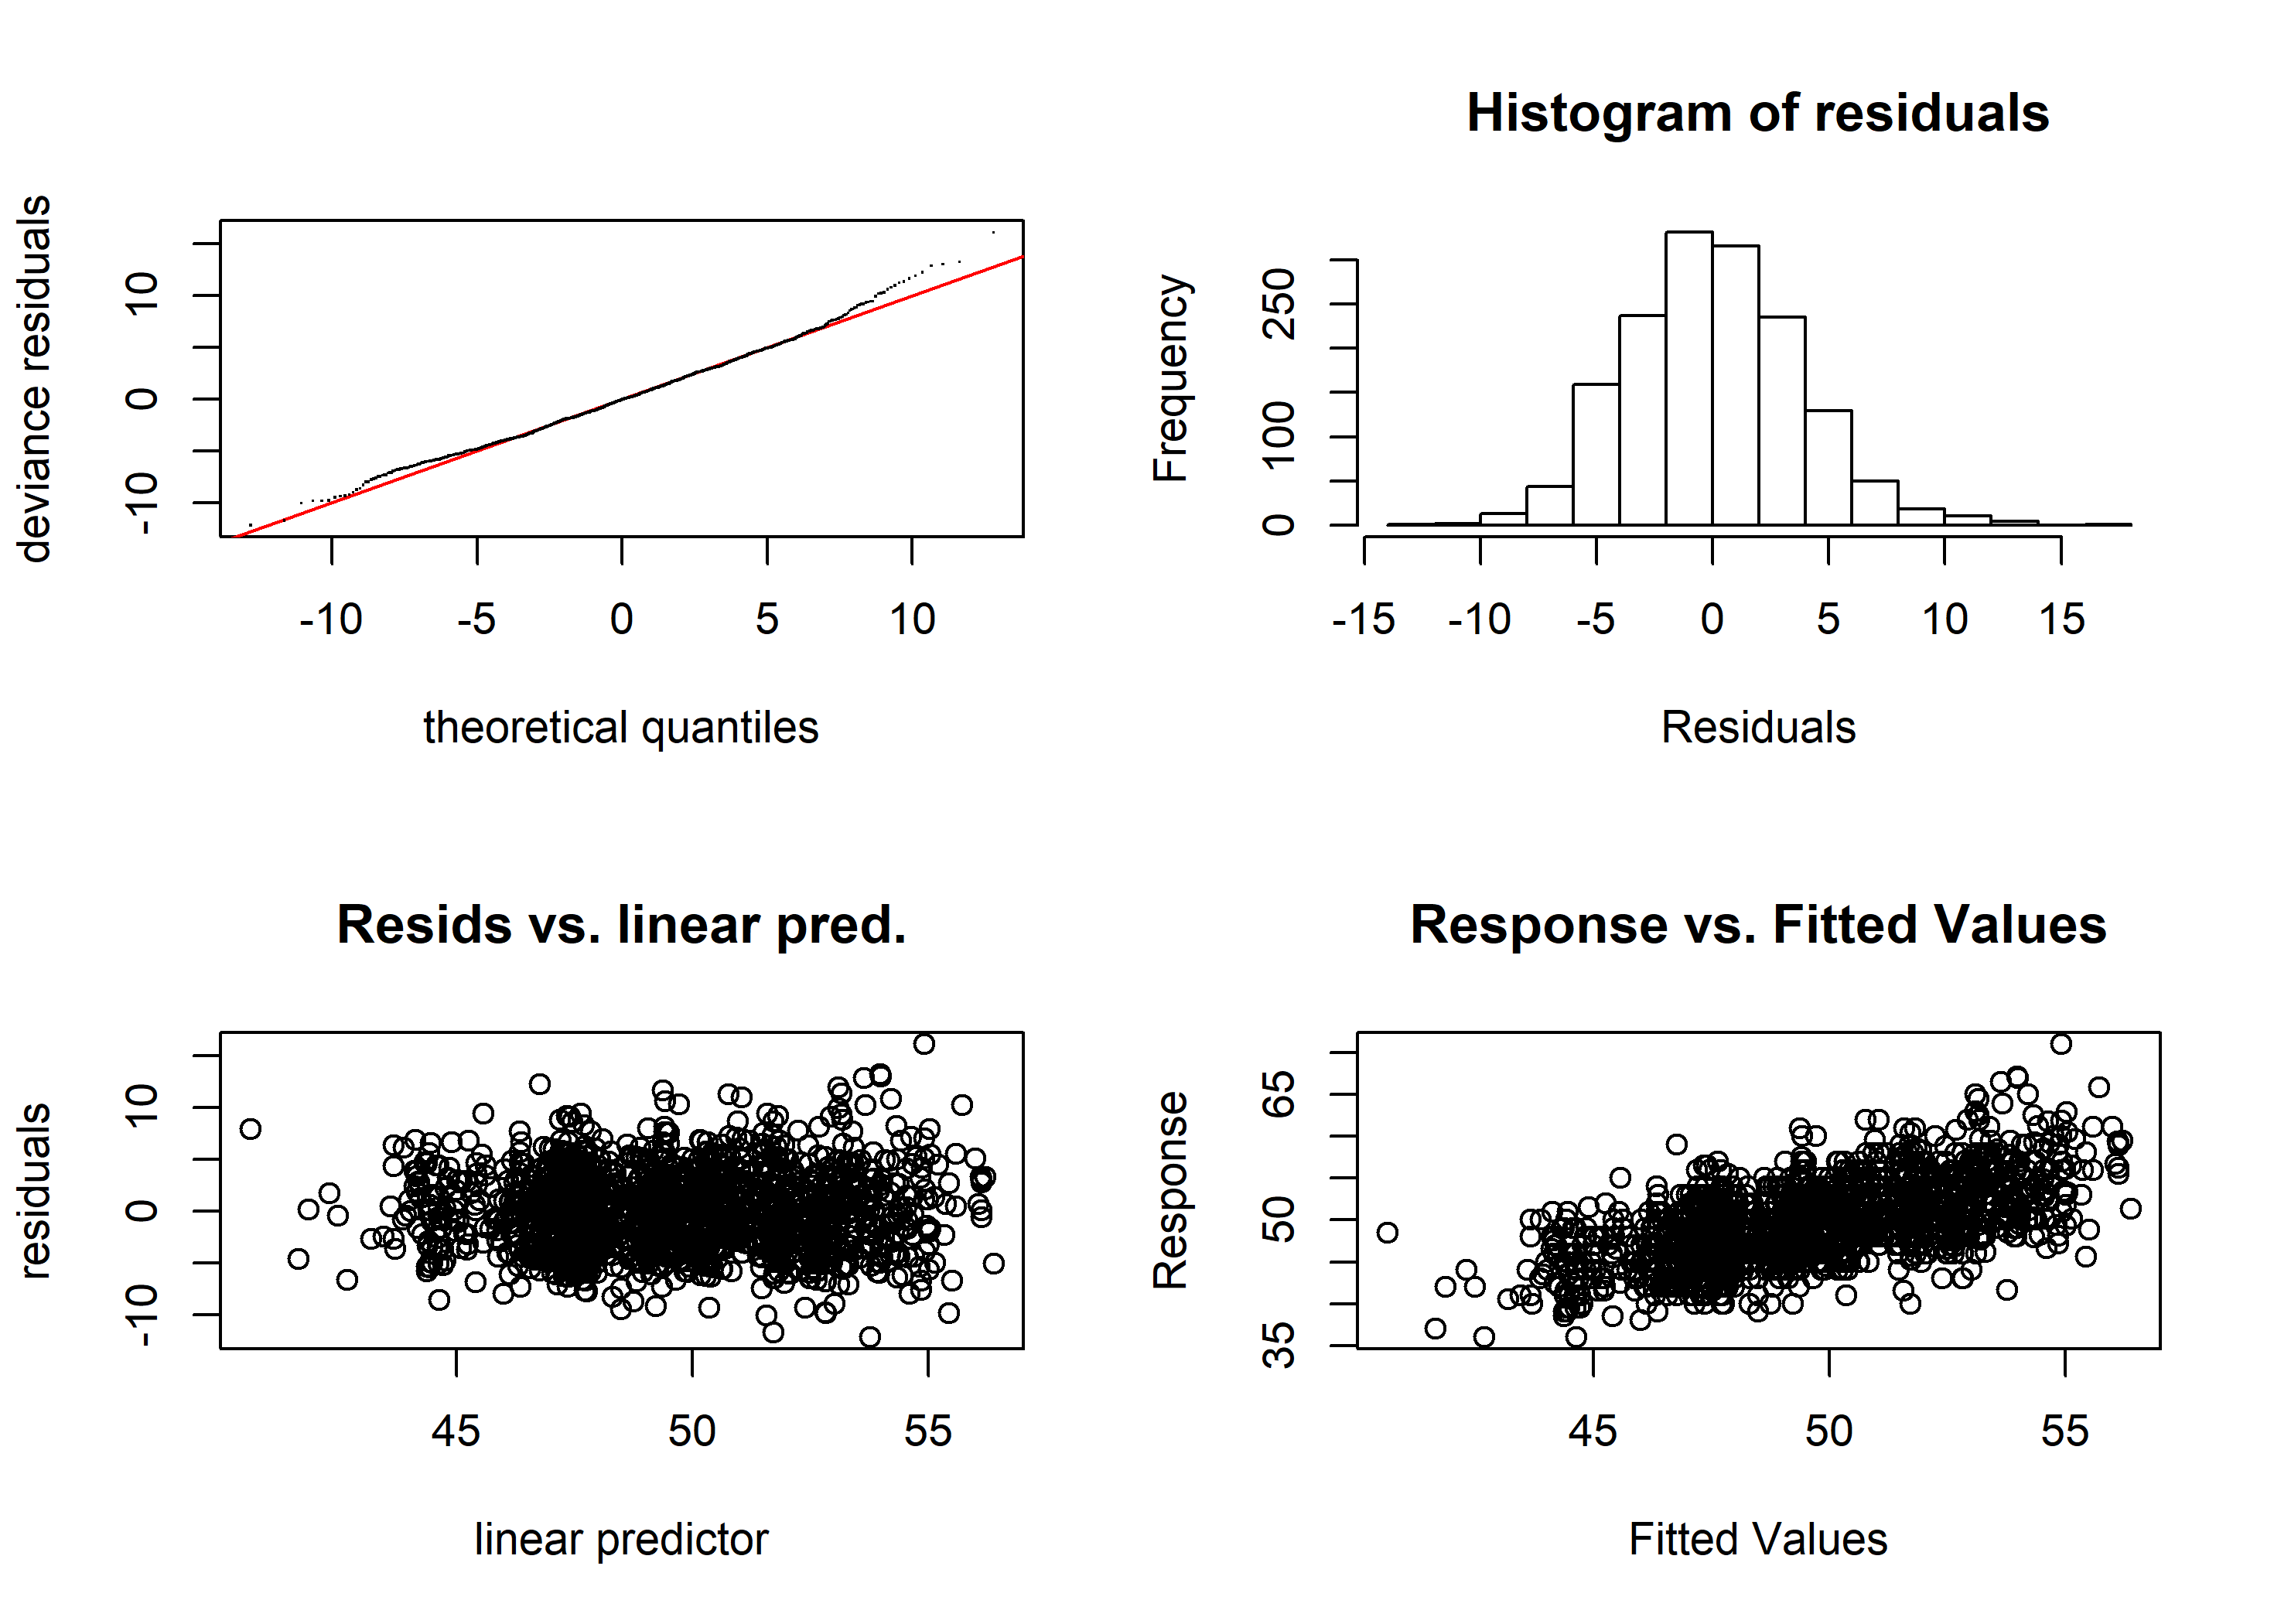 deviance residuals
10
0
-10
-10 -5 0 5 10
theoretical quantiles
Histogram of residuals
Frequency
250
100
0
-15 -10 -5 0 5 10 15
Residuals
Resids vs. linear pred.
residuals
10
0
-10
45 50 55
linear predictor
Response vs. Fitted Values
Response
65
50
35
45 50 55
Fitted Values